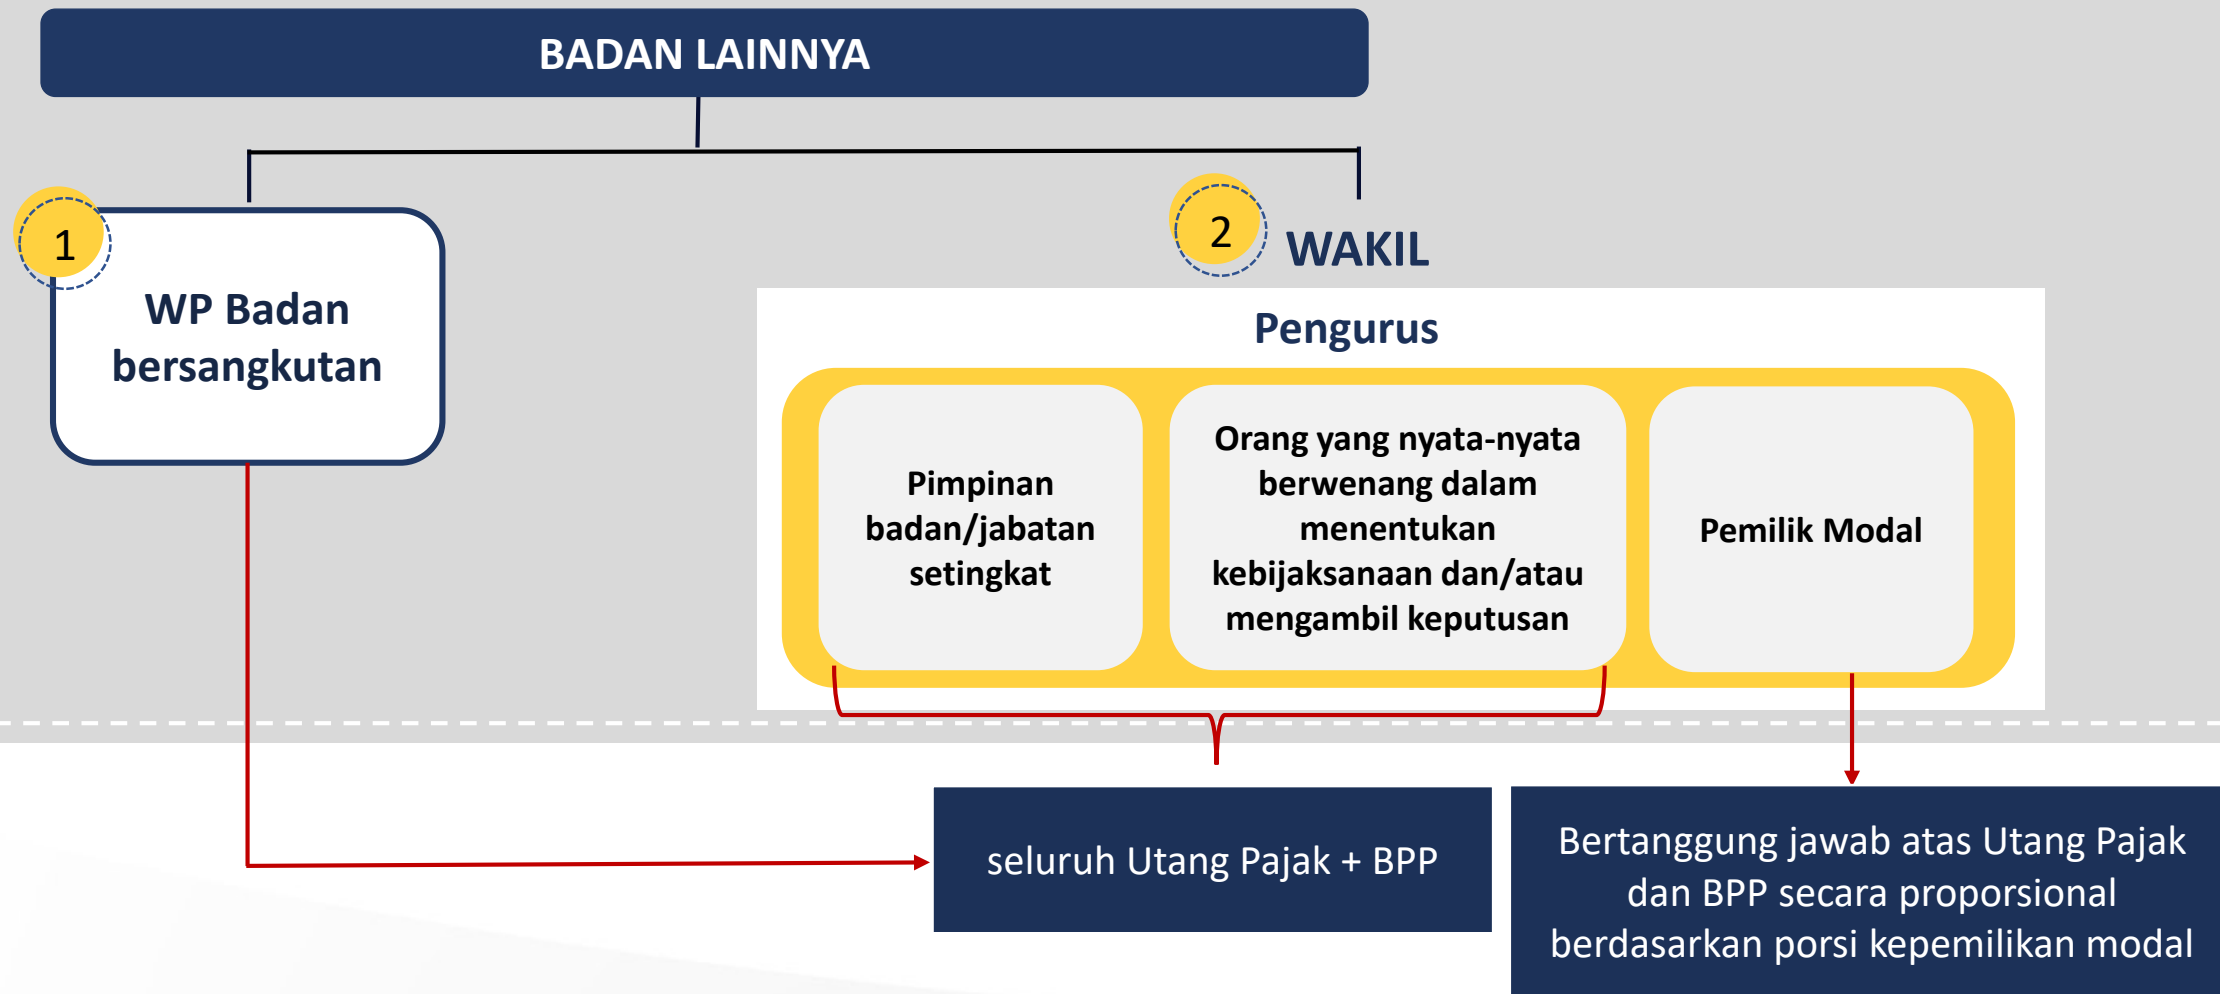 BADAN LAINNYA
1
WP Badan
bersangkutan
2
WAKIL
Pengurus
Pimpinan
badan/jabatan
setingkat
Orang yang nyata-nyata
berwenang dalam
menentukan
kebijaksanaan dan/atau
mengambil keputusan
Pemilik Modal
seluruh Utang Pajak + BPP
Bertanggung jawab atas Utang Pajak
dan BPP secara proporsional
berdasarkan porsi kepemilikan modal